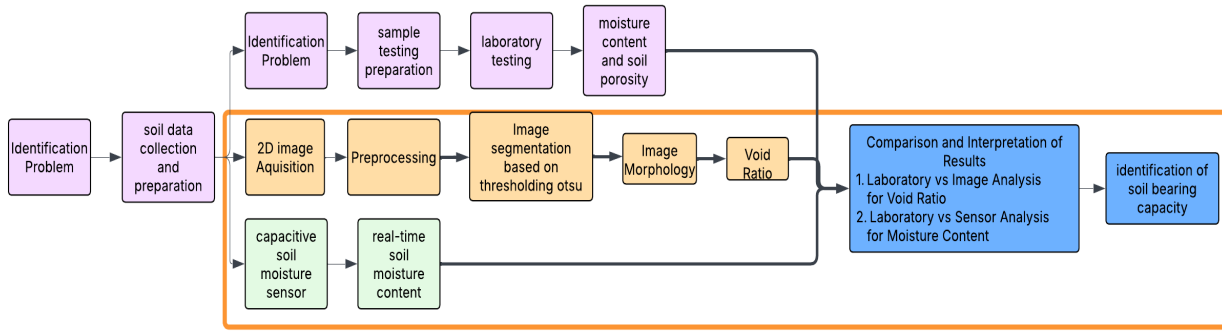 Identification
Problem
soil data
collection
and
preparation
Identification
Problem
sample
testing
preparation
laboratory
testing
moisture
content
and soil
porosity
2D image
Aquisition
Preprocessing
Image
segmentation
based on
thresholding otsu
Image
Morphology
Void
Ratio
capacitive
soil
moisture
sensor
real-time
soil
moisture
content
Comparison and Interpretation of
Results
1. Laboratory vs Image Analysis
for Void Ratio
2. Laboratory vs Sensor Analysis
for Moisture Content
identification of
soil bearing
capacity